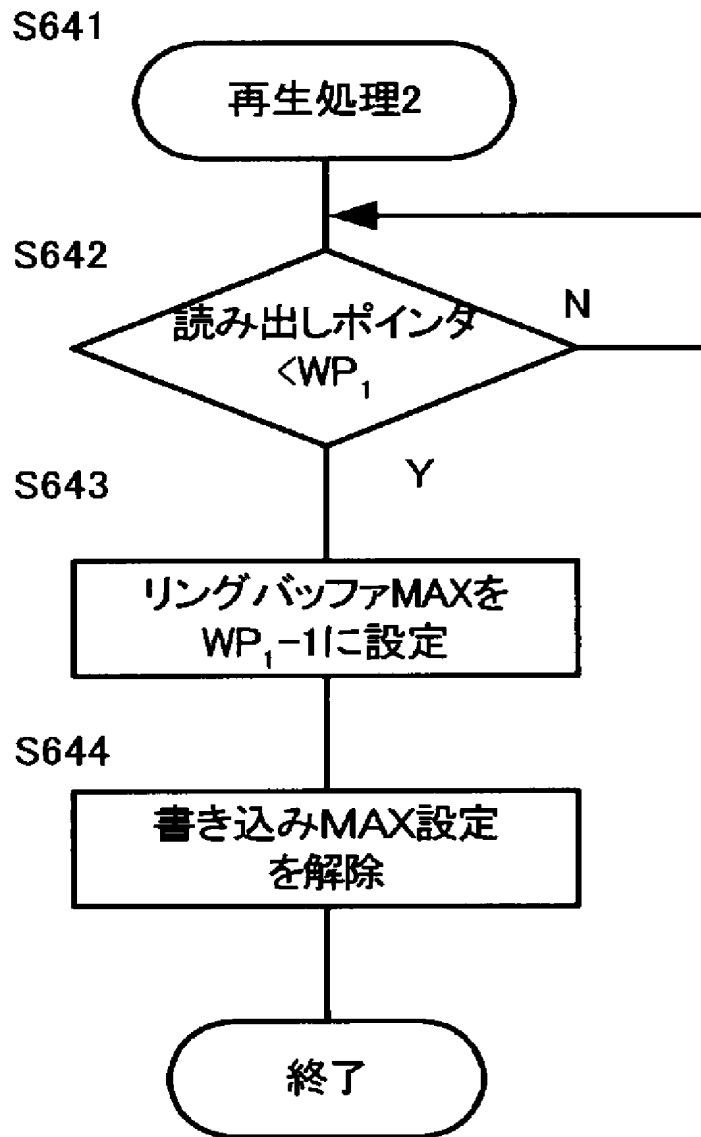 S641
再生処理2
S642
読み出しポインタ
<WP₁
N
Y
S643
リングバッファMAXを
WP₁-1に設定
S644
書き込みMAX設定
を解除
終了